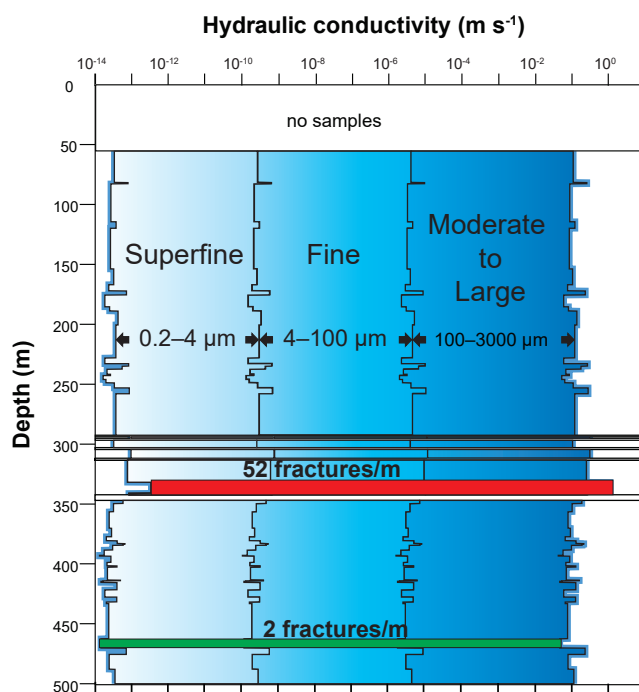 Hydraulic conductivity (m s-1)
10-14 10-12 10-10 10-8 10-6 10-4 10-2 100
0
no samples
50
100
Superfine Fine Moderate
to
Large
150
200
0.2–4 µm 4–100 µm 100–3000 µm
250
Depth (m)
300
52 fractures/m
350
400
450
2 fractures/m
500